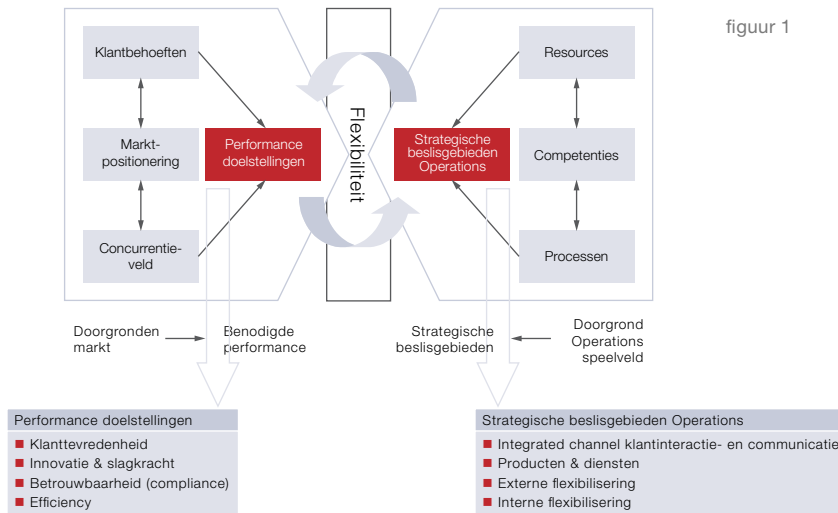 figuur 1
Klantbehoeften
Markt-
positionering
Concurrentie-
veld
Performance
doelstellingen
Flexibiliteit
Strategische
beslisgebieden
Operations
Resources
Competenties
Processen
Doorgronden
markt
Benodigde
performance
Strategische
beslisgebieden
Doorgrond
Operations
speelveld
Performance doelstellingen
Klanttevredenheid
Innovatie & slagkracht
Betrouwbaarheid (compliance)
Efficiency
Strategische beslisgebieden Operations
Integrated channel klantinteractie- en communicatie
Producten & diensten
Externe flexibilisering
Interne flexibilisering